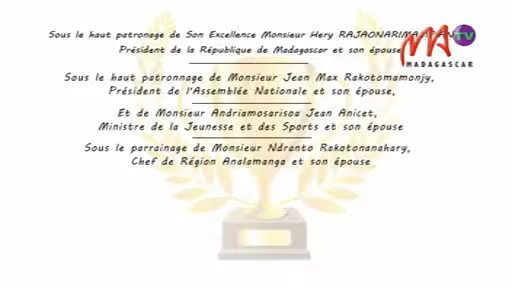 Sous le haut patronage de Son Excellence Monsieur Hery
Président de la République de Madagascar et son épouse
Sous le haut patronnage de Monsieur Jean Max Rakotomamonjy,
Président de l'Assemblée Nationale et son épouse,
Et de Monsieur Andriamosarisoa Jean Anicet,
Ministre de la Jeunesse et des Sports et son épouse
Sous le parrainage de Monsieur Ndranto Rakotonanahary,
Chef de Région Analamanga et son épouse
MA TV
MADAGASCAR